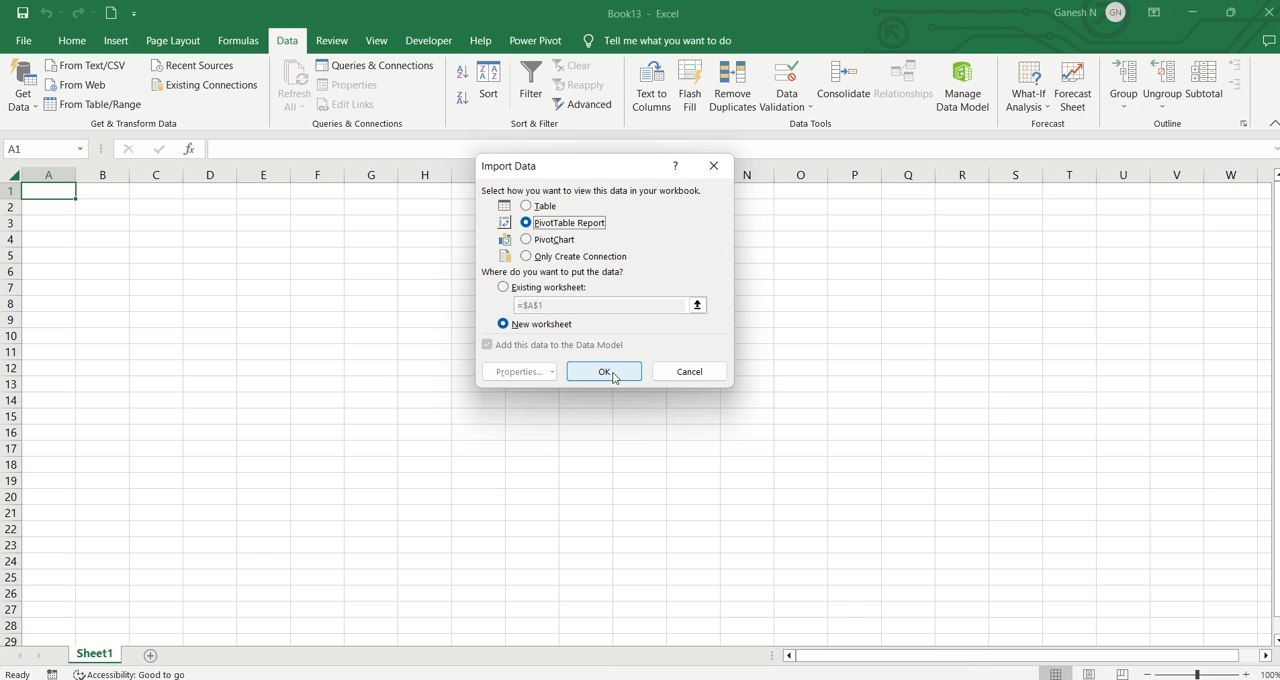 Book13 - Excel
Ganesh N GN
File Home Insert Page Layout Formulas Data Review View Developer Help Power Pivot Tell me what you want to do
Get Data
From Text/CSV
From Web
From Table/Range
Recent Sources
Existing Connections
Get & Transform Data
Refresh All
Queries & Connections
Properties
Edit Links
Queries & Connections
Sort
Filter
Clear
Reapply
Advanced
Sort & Filter
Text to Columns
Flash Fill
Remove Duplicates
Data Validation
Consolidate
Relationships
Manage Data Model
Data Tools
What-If Analysis
Forecast Sheet
Forecast
Group
Ungroup
Subtotal
Outline
A1
fx
A B C D E F G H N O P Q R S T U V W
1
2
3
4
5
6
7
8
9
10
11
12
13
14
15
16
17
18
19
20
21
22
23
24
25
26
27
28
29
Import Data ?
Select how you want to view this data in your workbook.
Table
PivotTable Report
PivotChart
Only Create Connection
Where do you want to put the data?
Existing worksheet:
=$A$1
New worksheet
Add this data to the Data Model
Properties... OK Cancel
Sheet1
Ready Accessibility: Good to go 100%